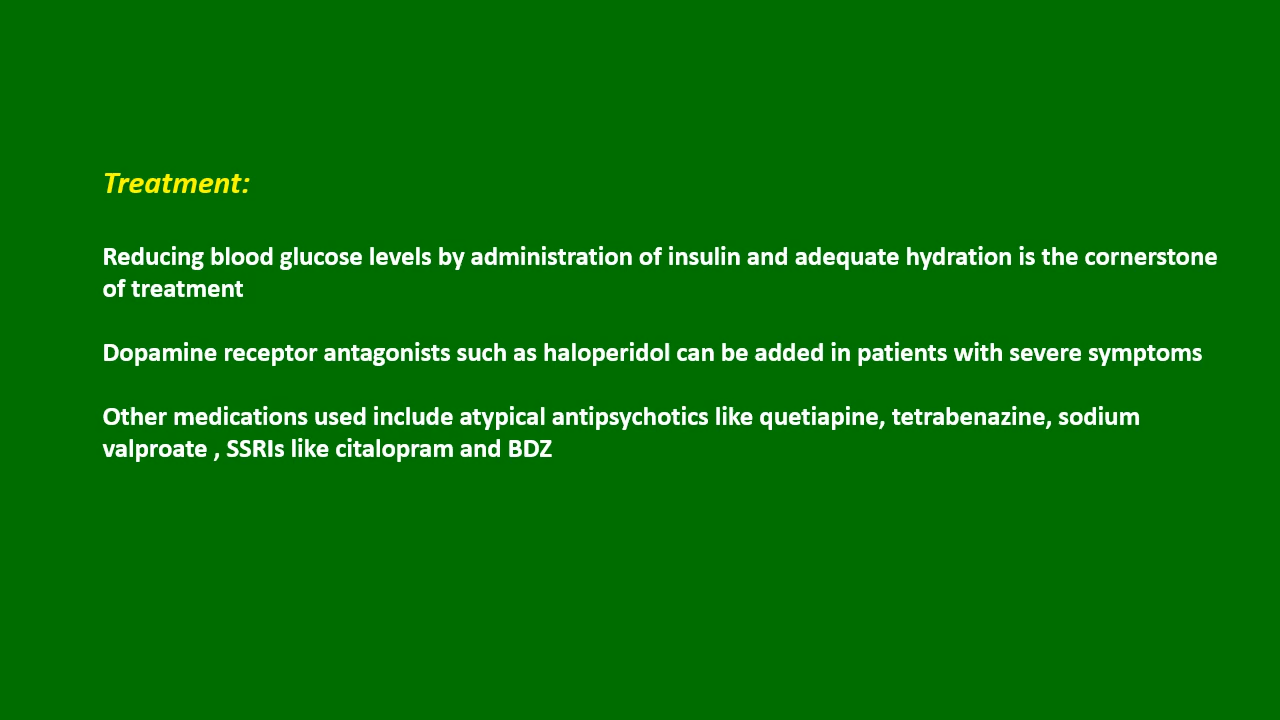 Treatment:
Reducing blood glucose levels by administration of insulin and adequate hydration is the cornerstone
of treatment
Dopamine receptor antagonists such as haloperidol can be added in patients with severe symptoms
Other medications used include atypical antipsychotics like quetiapine, tetrabenazine, sodium
valproate , SSRIs like citalopram and BDZ